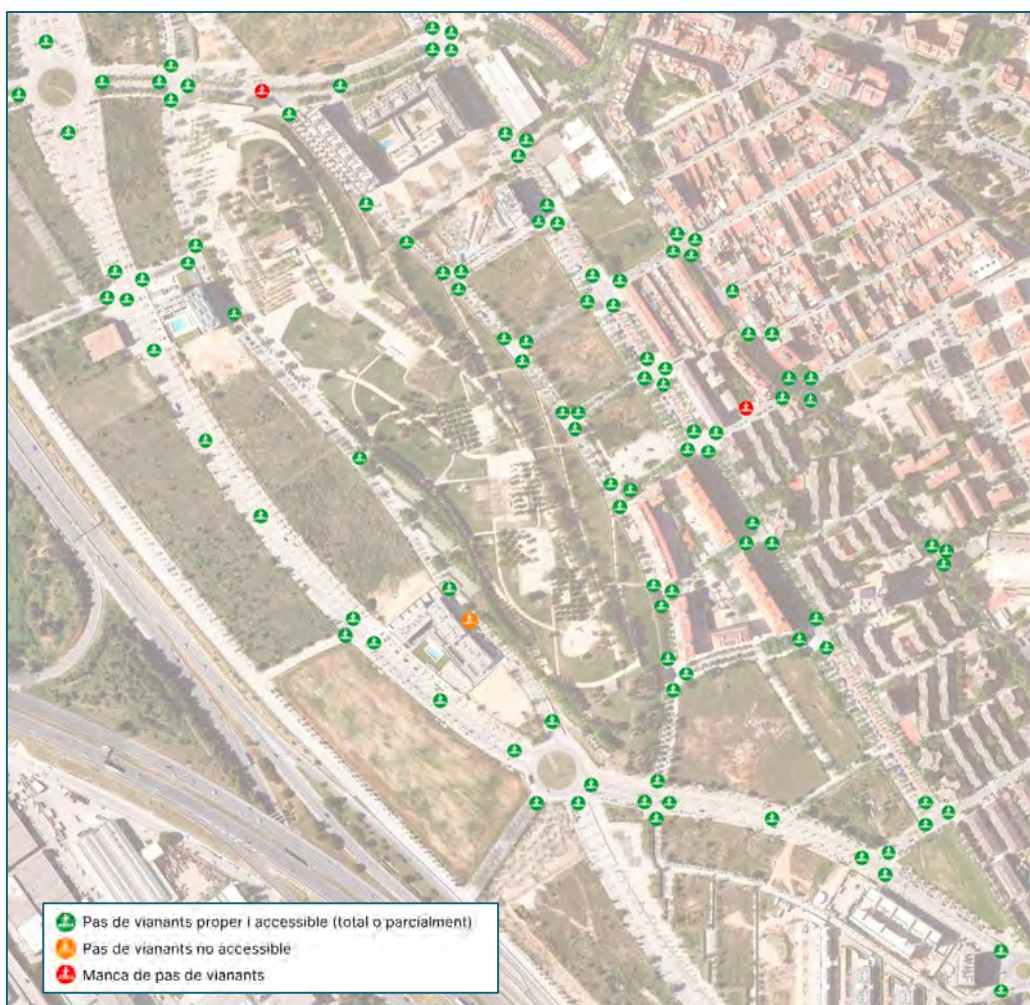 Pas de vianants proper i accessible (total o parcialment)
Pas de vianants no accessible
Manca de pas de vianants